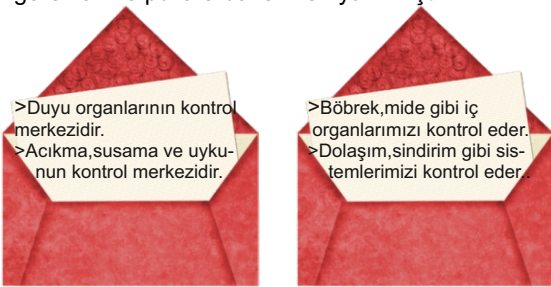 >Duyu organlarının kontrol
merkezidir.
>Acıkma,susama ve uyku-
nun kontrol merkezidir.
>Böbrek,mide gibi iç
organlarımızı kontrol eder.
>Dolaşım,sindirim gibi sis-
temlerimizi kontrol eder..